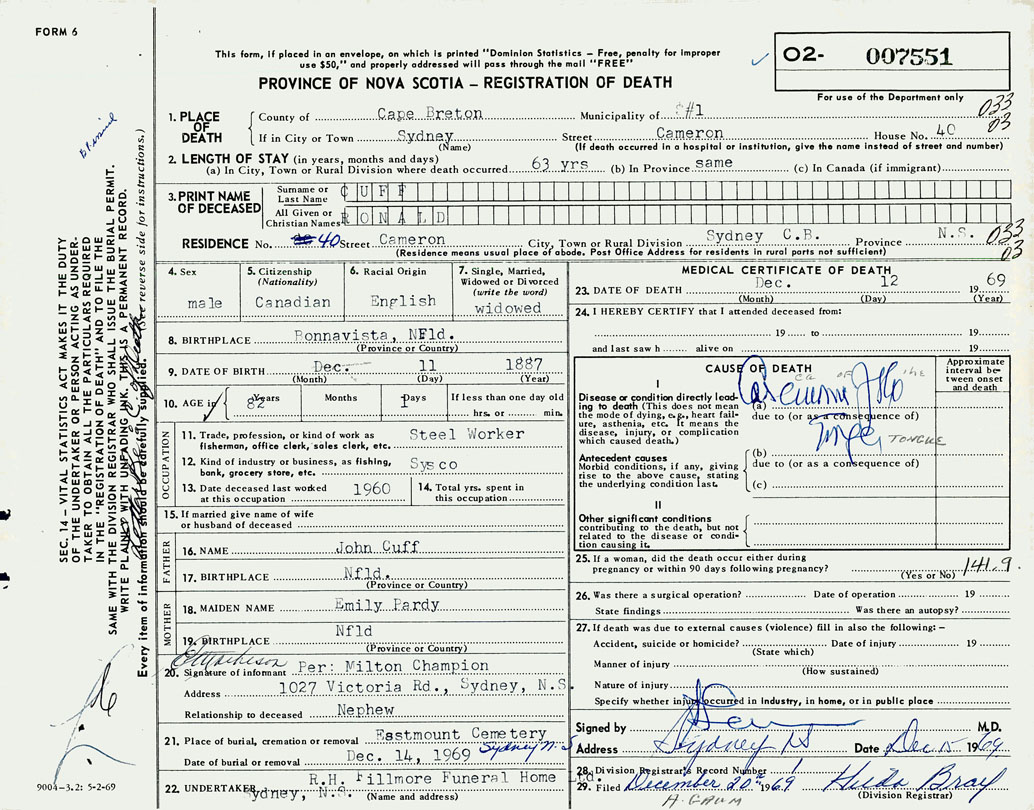 FORM 6
This form, if placed in an envelope, on which is printed "Dominion Statistics – Free, penalty for improper
use $50," and properly addressed will pass through the mail "FREE"
PROVINCE OF NOVA SCOTIA – REGISTRATION OF DEATH
O2- 007551
For use of the Department only
1. PLACE OF DEATH
County of Cape Breton Municipality of #1 033
If in City or Town Sydney Street Cameron House No. 40 03
(Name) (If death occurred in a hospital or institution, give the name instead of street and number)
2. LENGTH OF STAY (in years, months and days)
(a) In City, Town or Rural Division where death occurred 63 yrs (b) In Province same (c) In Canada (if immigrant)
3. PRINT NAME OF DECEASED
Surname or Last Name CUFF
All Given or Christian Names RONALD
RESIDENCE No. 40 Street Cameron City, Town or Rural Division Sydney C.B. Province N.S. 033
(Residence means usual place of abode. Post Office Address for residents in rural parts not sufficient) 03
4. Sex
male
5. Citizenship
(Nationality)
Canadian
6. Racial Origin
English
7. Single, Married,
Widowed or Divorced
(write the word)
widowed
8. BIRTHPLACE Bonnavista, Nfld.
(Province or Country)
9. DATE OF BIRTH Dec. 11 1887
(Month) (Day) (Year)
10. AGE in Years Months Days If less than one day old
82 1 hrs. or min.
OCCUPATION
11. Trade, profession, or kind of work as
fisherman, office clerk, sales clerk, etc. Steel Worker
12. Kind of industry or business, as fishing,
bank, grocery store, etc. Sysco
13. Date deceased last worked
at this occupation 1960
14. Total yrs. spent in
this occupation
15. If married give name of wife
or husband of deceased
FATHER
16. NAME John Cuff
17. BIRTHPLACE Nfld.
(Province or Country)
MOTHER
18. MAIDEN NAME Emily Pardy
19. BIRTHPLACE Nfld
(Province or Country)
20. Signature of informant Per: Milton Champion
Address 1027 Victoria Rd., Sydney, N.S.
Relationship to deceased Nephew
21. Place of burial, cremation or removal Eastmount Cemetery
Sydney N.S
Date of burial or removal Dec. 14, 1969
22. UNDERTAKER R.H. Fillmore Funeral Home Ltd.
Sydney, N.S. (Name and address)
MEDICAL CERTIFICATE OF DEATH
23. DATE OF DEATH Dec. 12 1969
(Month) (Day) (Year)
24. I HEREBY CERTIFY that I attended deceased from:
19 to 19
and last saw h alive on 19
CAUSE OF DEATH
Approximate interval between onset and death
I
Disease or condition directly lead-
ing to death (This does not mean
the mode of dying, e.g., heart fail-
ure, asthenia, etc. It means the
disease, injury, or complication
which caused death.)
(a) Carcinoma of the
due to (or as a consequence of)
Tongue TONGUE
Antecedent causes
Morbid conditions, if any, giving
rise to the above cause, stating
the underlying condition last.
(b)
due to (or as a consequence of)
(c)
II
Other significant conditions
contributing to the death, but not
related to the disease or condi-
tion causing it.
25. If a woman, did the death occur either during
pregnancy or within 90 days following pregnancy? 141.9
(Yes or No)
26. Was there a surgical operation? Date of operation 19
State findings Was there an autopsy?
27. If death was due to external causes (violence) fill in also the following: –
Accident, suicide or homicide? Date of injury 19
(State which)
Manner of injury
(How sustained)
Nature of injury
Specify whether injury occurred in Industry, in home, or in public place
Signed by M.D.
Address Sydney NS Date Dec 15 1969
28. Division Registrar's Record Number
29. Filed December 20th 1969
(Division Registrar)
SEC. 14 – VITAL STATISTICS ACT MAKES IT THE DUTY
OF THE UNDERTAKER OR PERSON ACTING AS UNDER-
TAKER TO OBTAIN ALL THE PARTICULARS REQUIRED
IN THE "REGISTRATION OF DEATH" AND TO FILE THE
SAME WITH THE DIVISION REGISTRAR WHO SHALL ISSUE THE BURIAL PERMIT.
WRITE PLAINLY WITH UNFADING INK. THIS IS A PERMANENT RECORD.
Every item of information should be carefully supplied. (See reverse side for instructions.)
9004–3.2: 5-2-69